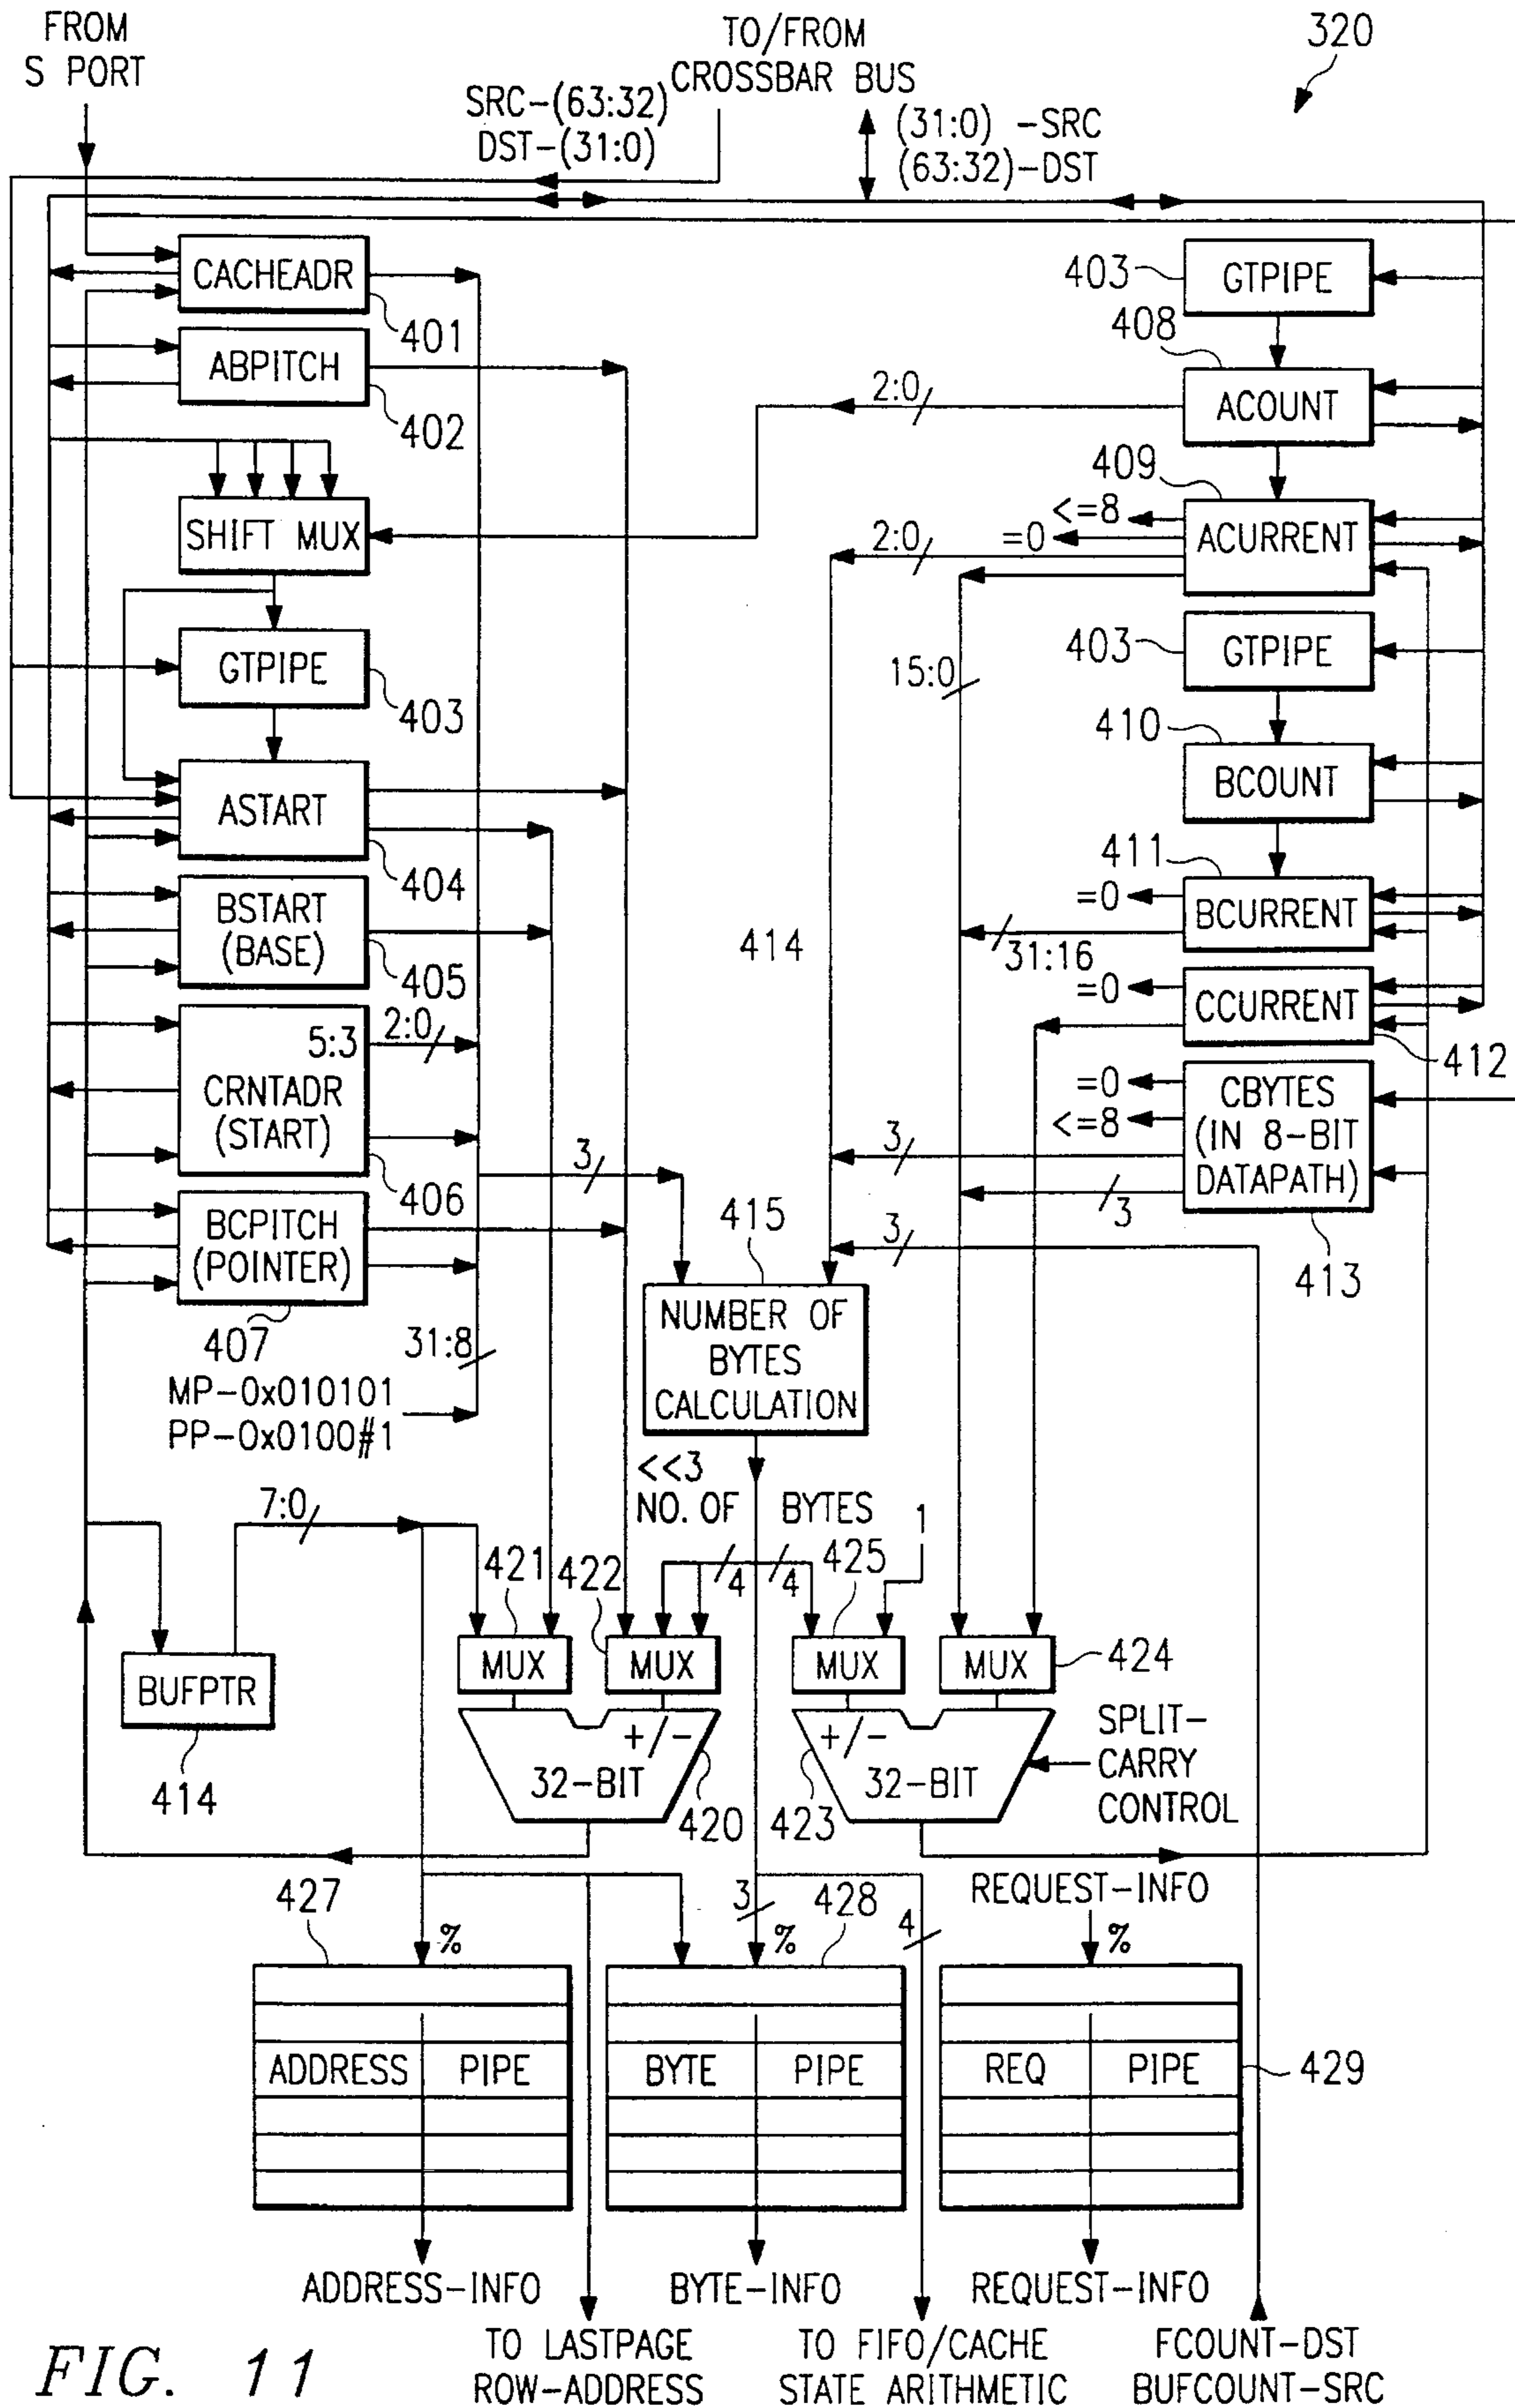 FROM
S PORT
TO/FROM
CROSSBAR BUS
320
SRC-(63:32)
DST-(31:0)
(31:0) -SRC
(63:32)-DST
CACHEADR
401
403
GTPIPE
408
ABPITCH
402
2:0
ACOUNT
409
SHIFT MUX
<=8
=0
2:0
ACURRENT
GTPIPE
403
15:0
403
GTPIPE
410
BCOUNT
ASTART
404
411
=0
BCURRENT
31:16
BSTART
(BASE)
405
414
=0
CCURRENT
412
5:3
2:0
CRNTADR
(START)
406
=0
<=8
CBYTES
(IN 8-BIT
DATAPATH)
413
3
3
3
3
BCPITCH
(POINTER)
407
415
NUMBER OF
BYTES
CALCULATION
31:8
MP-0x010101
PP-0x0100#1
<<3
NO. OF BYTES
7:0
421
422
4
4
425
1
BUFPTR
414
MUX
MUX
MUX
MUX
424
+/-
32-BIT
420
+/-
32-BIT
423
SPLIT-
CARRY
CONTROL
REQUEST-INFO
427
%
3
%
428
4
%
ADDRESS PIPE
BYTE PIPE
REQ PIPE
429
ADDRESS-INFO
BYTE-INFO
REQUEST-INFO
TO LASTPAGE
ROW-ADDRESS
TO FIFO/CACHE
STATE ARITHMETIC
FCOUNT-DST
BUFCOUNT-SRC
FIG. 11